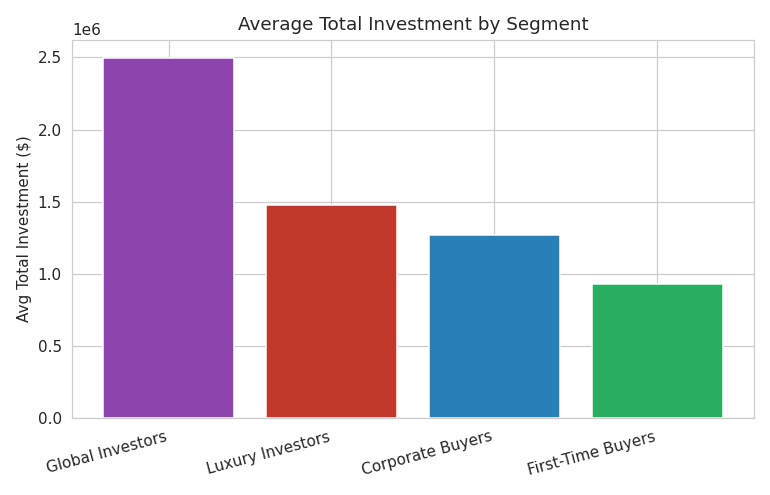 Average Total Investment by Segment
1e6
Avg Total Investment ($)
2.5
2.0
1.5
1.0
0.5
0.0
Global Investors
Luxury Investors
Corporate Buyers
First-Time Buyers